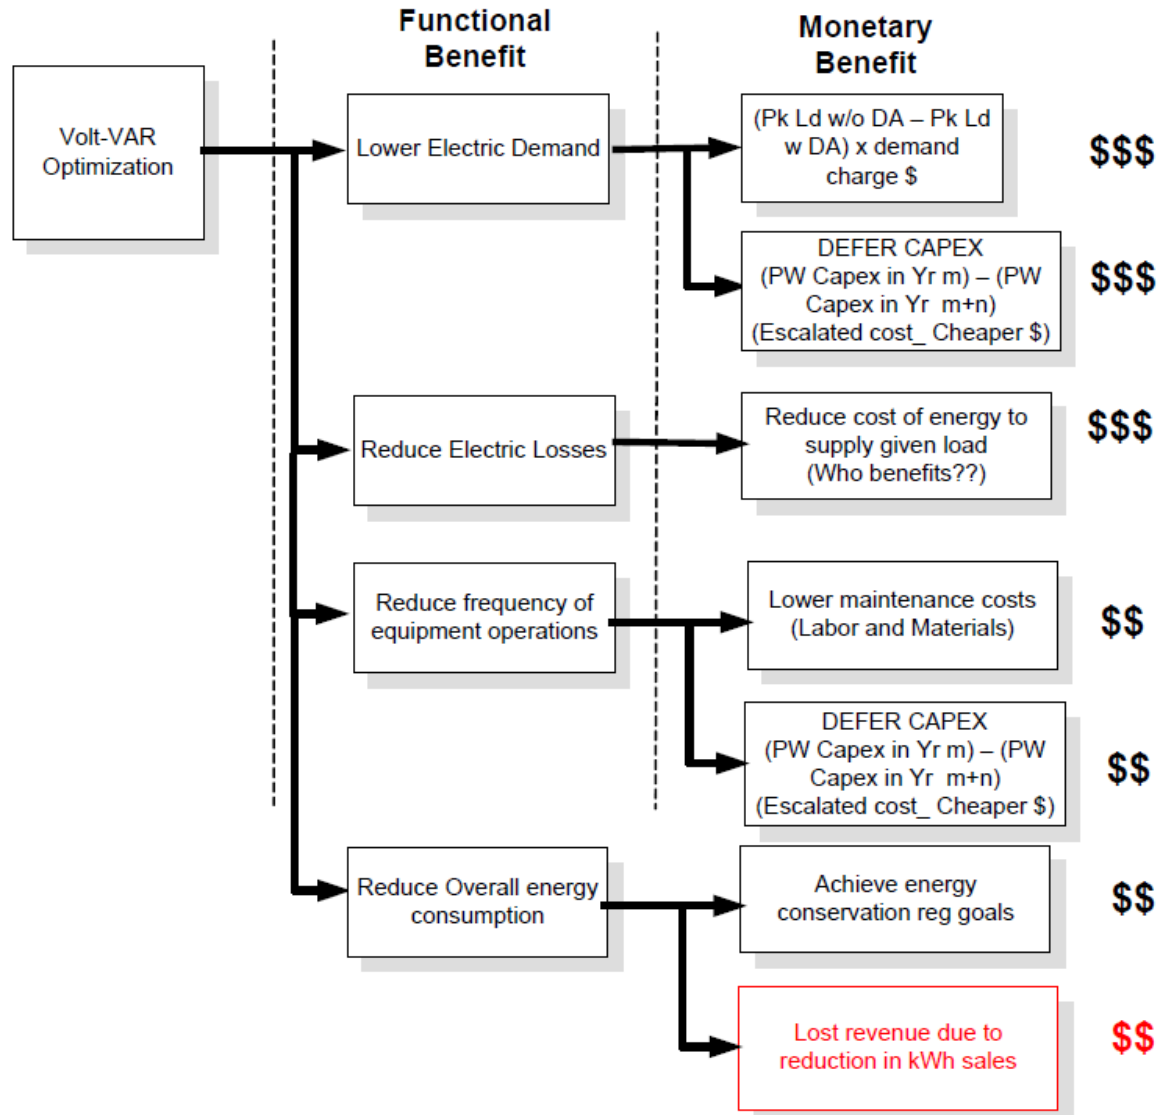 Functional
Benefit
Monetary
Benefit
Volt-VAR
Optimization
Lower Electric Demand
(Pk Ld w/o DA – Pk Ld
w DA) x demand
charge $
$$$
DEFER CAPEX
(PW Capex in Yr m) – (PW
Capex in Yr  m+n)
(Escalated cost_ Cheaper $)
$$$
Reduce Electric Losses
Reduce cost of energy to
supply given load
(Who benefits??)
$$$
Reduce frequency of
equipment operations
Lower maintenance costs
(Labor and Materials)
$$
DEFER CAPEX
(PW Capex in Yr m) – (PW
Capex in Yr  m+n)
(Escalated cost_ Cheaper $)
$$
Reduce Overall energy
consumption
Achieve energy
conservation reg goals
$$
Lost revenue due to
reduction in kWh sales
$$